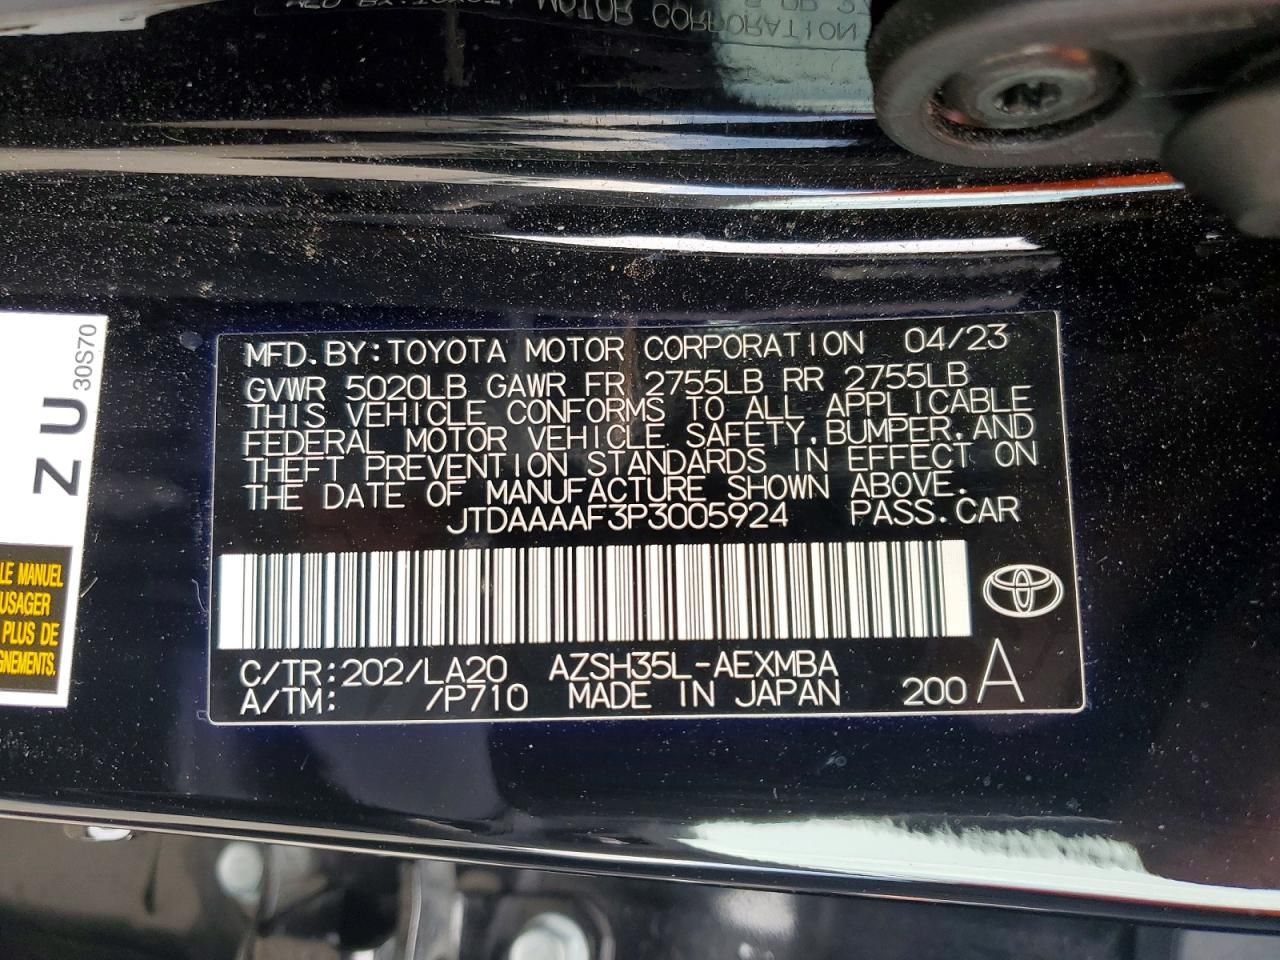 MFD.BY:TOYOTA MOTOR CORPORATION 04/23
GVWR 5020LB GAWR FR 2755LB RR 2755LB
THIS VEHICLE CONFORMS TO ALL APPLICABLE
FEDERAL MOTOR VEHICLE SAFETY,BUMPER,AND
THEFT PREVENTION STANDARDS IN EFFECT ON
THE DATE OF MANUFACTURE SHOWN ABOVE.
JTDAAAAF3P3005924 PASS.CAR
C/TR:202/LA20 AZSH35L-AEXMBA
A/TM: /P710 MADE IN JAPAN 200 A
ZU 30S70
LE MANUEL
USAGER
PLUS DE
GNEMENTS.
MOTOR CORPORATION